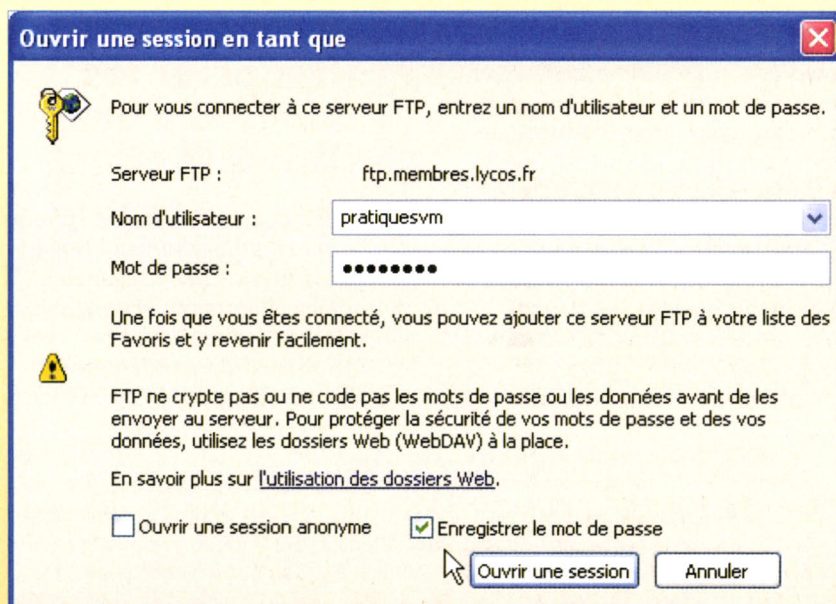 Ouvrir une session en tant que
Pour vous connecter à ce serveur FTP, entrez un nom d'utilisateur et un mot de passe.
Serveur FTP : ftp.membres.lycos.fr
Nom d'utilisateur : pratiquesvm
Mot de passe : ••••••••
Une fois que vous êtes connecté, vous pouvez ajouter ce serveur FTP à votre liste des
Favoris et y revenir facilement.
FTP ne crypte pas ou ne code pas les mots de passe ou les données avant de les
envoyer au serveur. Pour protéger la sécurité de vos mots de passe et des vos
données, utilisez les dossiers Web (WebDAV) à la place.
En savoir plus sur l'utilisation des dossiers Web.
Ouvrir une session anonyme Enregistrer le mot de passe
Ouvrir une session Annuler